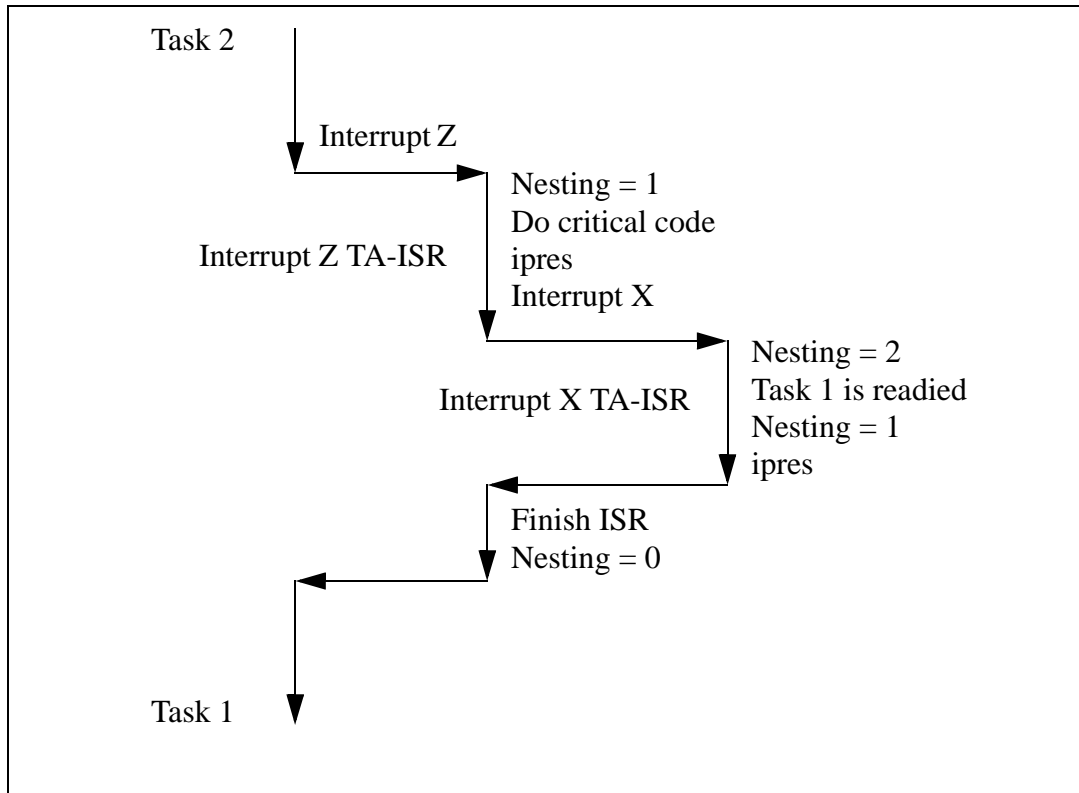 Task 2
Interrupt Z
Nesting = 1
Do critical code
Interrupt Z TA-ISR
ipres
Interrupt X
Nesting = 2
Interrupt X TA-ISR
Task 1 is readied
Nesting = 1
ipres
Finish ISR
Nesting = 0
Task 1